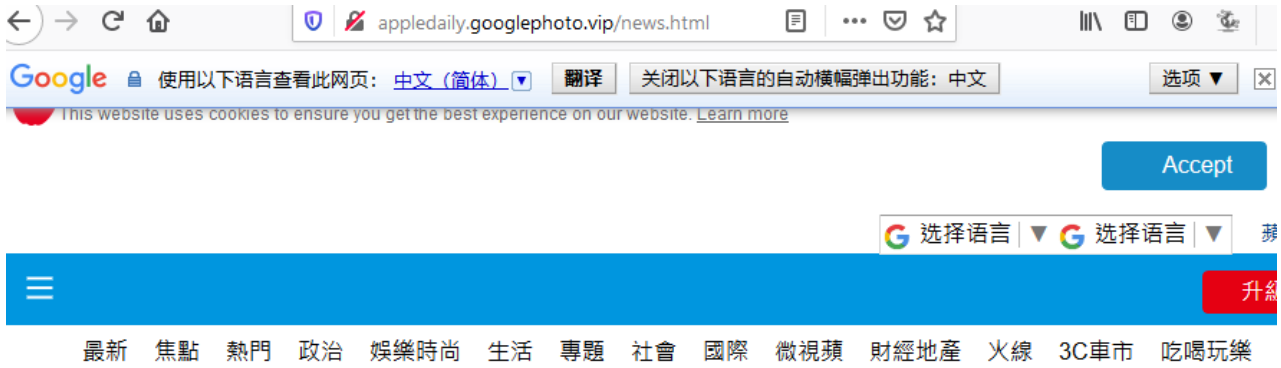 appledaily.googlephoto.vip/news.html
Google 使用以下语言查看此网页: 中文（简体） 翻译 关闭以下语言的自动横幅弹出功能: 中文 选项 ▼
This website uses cookies to ensure you get the best experience on our website. Learn more
Accept
选择语言 ▼ 选择语言 ▼
升級
最新 焦點 熱門 政治 娛樂時尚 生活 專題 社會 國際 微視蘋 財經地產 火線 3C車市 吃喝玩樂